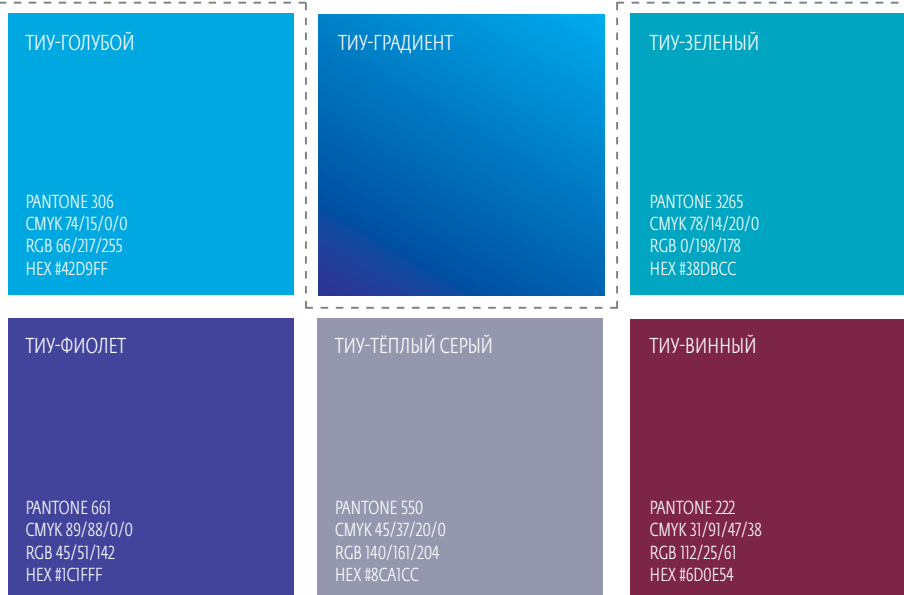 ТИУ-ГОЛУБОЙ
PANTONE 306
CMYK 74/15/0/0
RGB 66/217/255
HEX #42D9FF
ТИУ-ГРАДИЕНТ
ТИУ-ЗЕЛЕНЫЙ
PANTONE 3265
CMYK 78/14/20/0
RGB 0/198/178
HEX #38DBCC
ТИУ-ФИОЛЕТ
PANTONE 661
CMYK 89/88/0/0
RGB 45/51/142
HEX #1C1FFF
ТИУ-ТЁПЛЫЙ СЕРЫЙ
PANTONE 550
CMYK 45/37/20/0
RGB 140/161/204
HEX #8CA1CC
ТИУ-ВИННЫЙ
PANTONE 222
CMYK 31/91/47/38
RGB 112/25/61
HEX #6D0E54